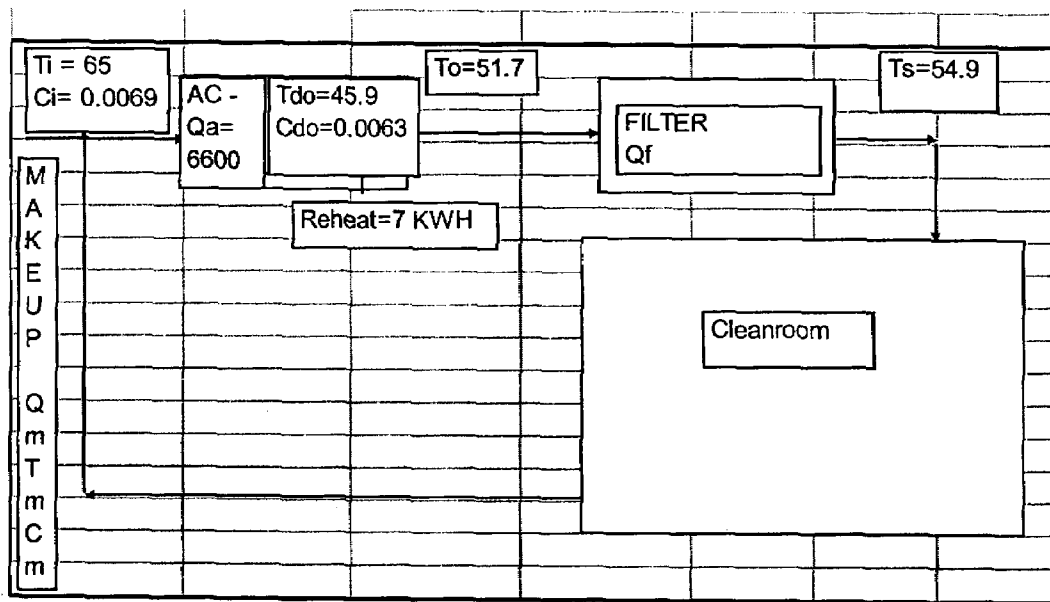 Ti = 65
Ci= 0.0069
AC -
Qa=
6600
Tdo=45.9
Cdo=0.0063
To=51.7
FILTER
Qf
Ts=54.9
Reheat=7 KWH
Cleanroom
M
A
K
E
U
P
Q
m
T
m
C
m